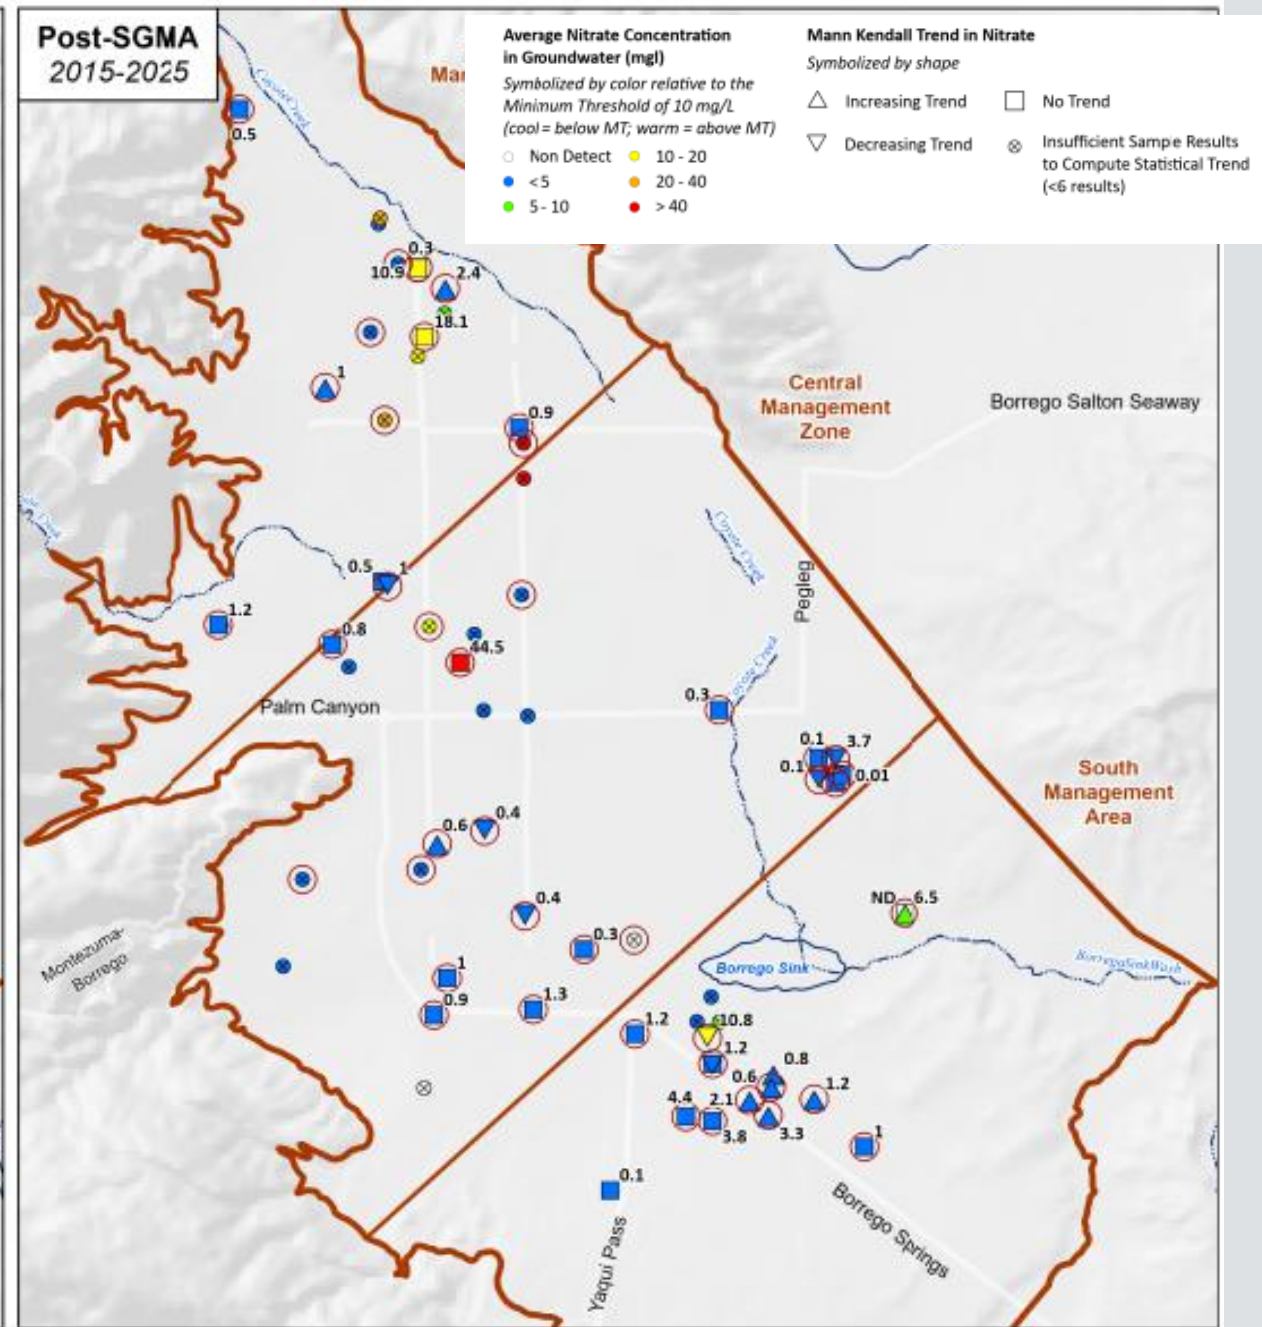 Post-SGMA
2015-2025
Average Nitrate Concentration
in Groundwater (mgl)
Symbolized by color relative to the
Minimum Threshold of 10 mg/L
(cool = below MT; warm = above MT)
Non Detect
< 5
5 - 10
10 - 20
20 - 40
> 40
Mann Kendall Trend in Nitrate
Symbolized by shape
Increasing Trend
No Trend
Decreasing Trend
Insufficient Sample Results
to Compute Statistical Trend
(<6 results)
Coyote Creek
0.5
0.3
10.9
2.4
18.1
1
0.9
Central
Management
Zone
Borrego Salton Seaway
Coyote Creek
Pegleg
0.5
1
1.2
0.8
44.5
Palm Canyon
Coyote Creek
0.3
0.1
3.7
0.1
0.01
South
Management
Area
0.6
0.4
0.4
ND
6.5
0.3
Montezuma-
Borrego
1
0.9
1.3
Borrego Sink
BorregoSinkWash
1.2
10.8
1.2
0.8
0.6
1.2
4.4
2.1
3.8
3.3
1
0.1
Yaqui Pass
Borrego Springs